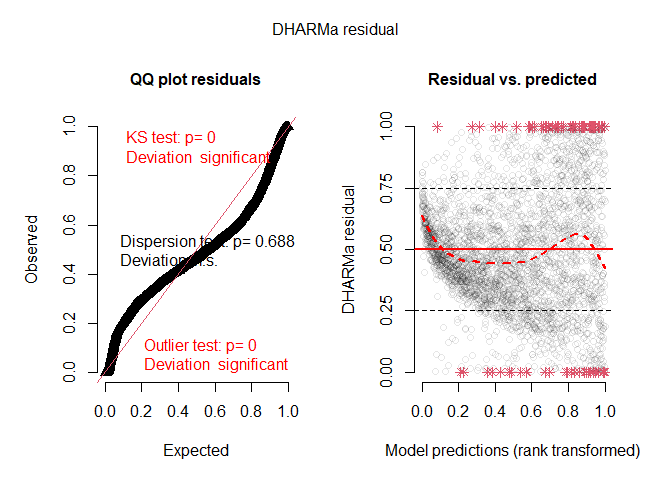 DHARMa residual
QQ plot residuals
Observed
0.0 0.2 0.4 0.6 0.8 1.0
KS test: p= 0
Deviation significant
Dispersion test: p= 0.688
Deviation n.s.
Outlier test: p= 0
Deviation significant
0.0 0.2 0.4 0.6 0.8 1.0
Expected
Residual vs. predicted
DHARMa residual
0.00 0.25 0.50 0.75 1.00
0.0 0.2 0.4 0.6 0.8 1.0
Model predictions (rank transformed)